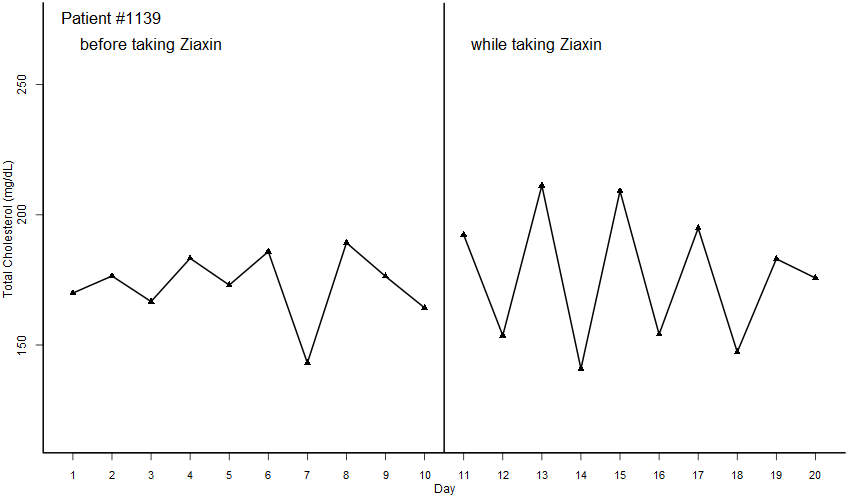 Patient #1139
before taking Ziaxin
while taking Ziaxin
Total Cholesterol (mg/dL)
250
200
150
1 2 3 4 5 6 7 8 9 10 11 12 13 14 15 16 17 18 19 20
Day